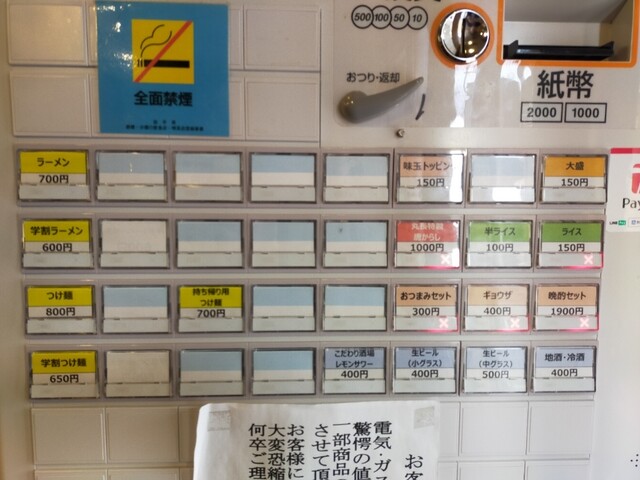 500 100 50 10
おつり・返却
紙幣
2000 1000
全面禁煙
ラーメン
700円
味玉トッピン
150円
大盛
150円
学割ラーメン
600円
1000円
半ライス
100円
ライス
150円
つけ麺
800円
持ち帰り用
つけ麺
700円
おつまみセット
300円
ギョウザ
400円
晩酌セット
1900円
学割つけ麺
650円
こだわり酒場
レモンサワー
400円
生ビール
(小グラス)
400円
生ビール
(中グラス)
500円
地酒・冷酒
400円
Pay
お客
電気・ガス
驚愕の値
一部商品の
させて頂
お客様に
大変恐縮
何卒ご理